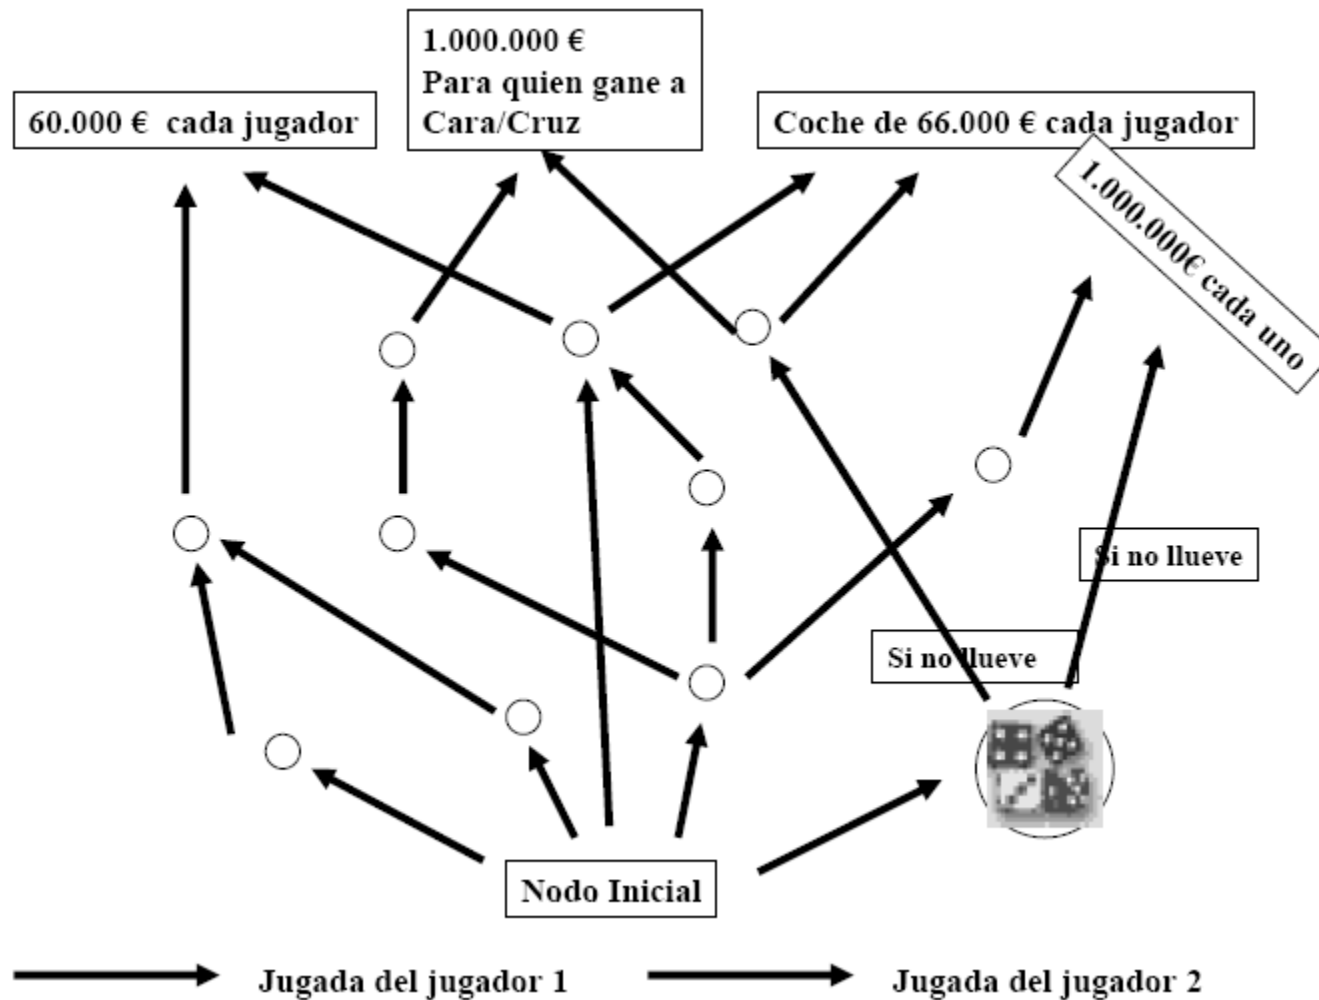 1.000.000 €
Para quien gane a
Cara/Cruz
60.000 € cada jugador
Coche de 66.000 € cada jugador
1.000.000€ cada uno
Si no llueve
Si no llueve
Nodo Inicial
Jugada del jugador 1
Jugada del jugador 2